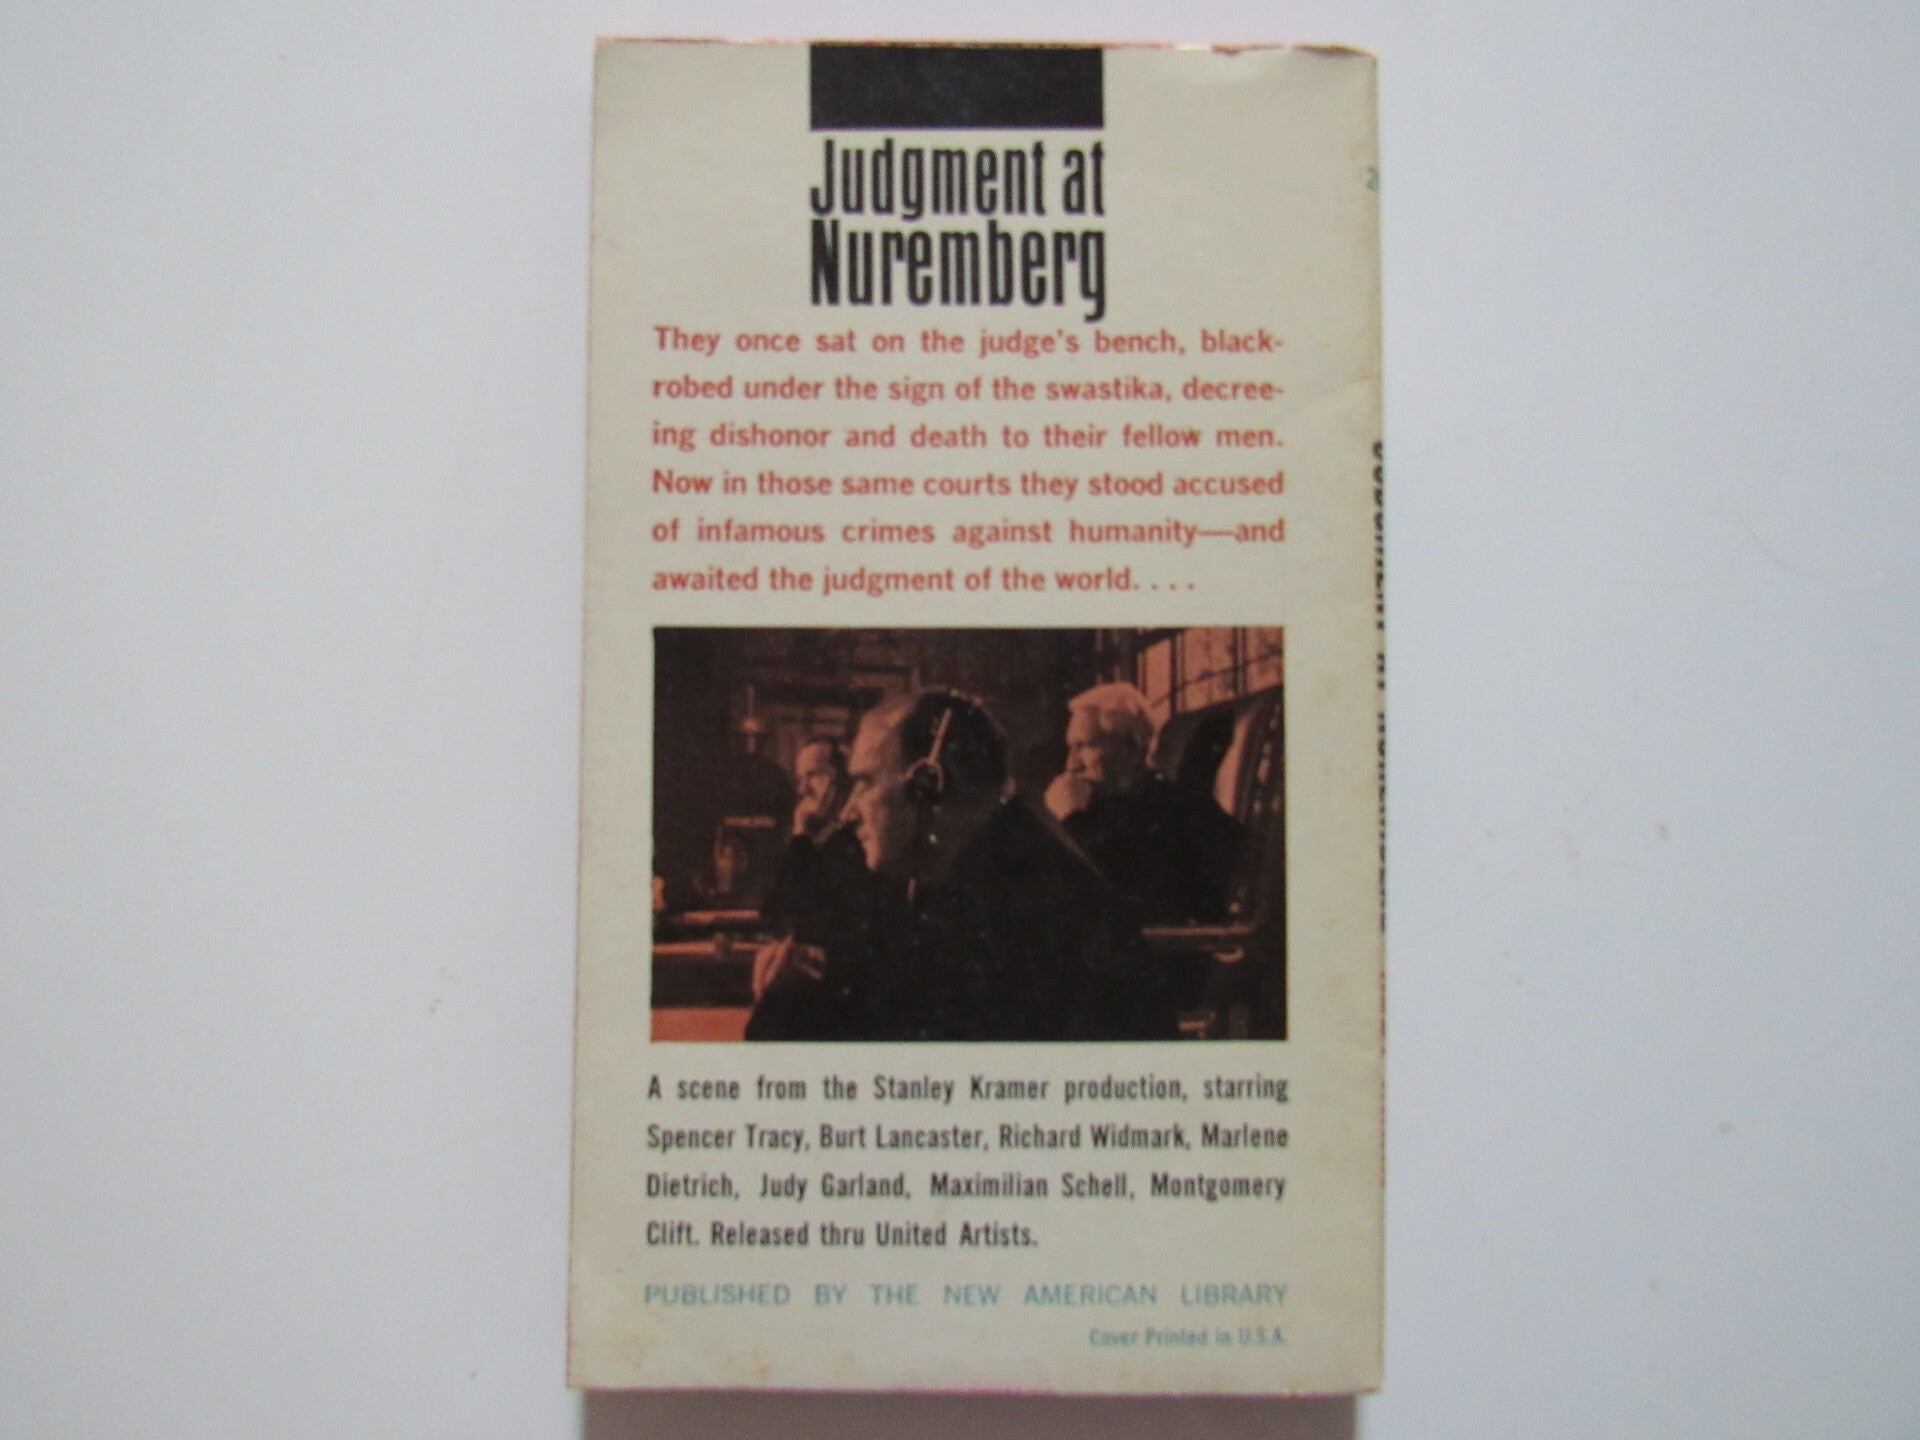 Judgment at
Nuremberg
They once sat on the judge's bench, black-
robed under the sign of the swastika, decree-
ing dishonor and death to their fellow men.
Now in those same courts they stood accused
of infamous crimes against humanity—and
awaited the judgment of the world. . . .
A scene from the Stanley Kramer production, starring
Spencer Tracy, Burt Lancaster, Richard Widmark, Marlene
Dietrich, Judy Garland, Maximilian Schell, Montgomery
Clift. Released thru United Artists.
PUBLISHED BY THE NEW AMERICAN LIBRARY
Cover Printed in U.S.A.